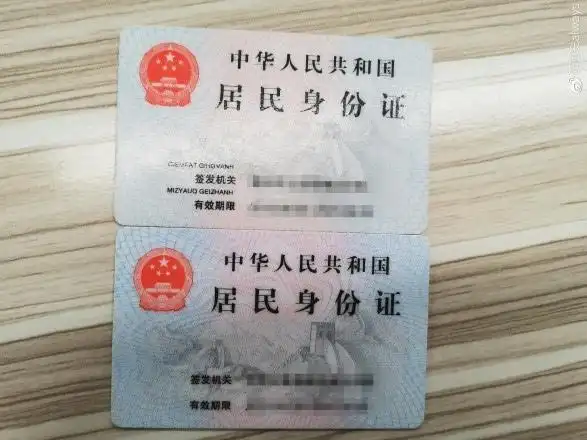 中华人民共和国
居民身份证
CIENFAT GIHGVANH
签发机关
MIZYAUQ GEIZHANH
有效期限
中华人民共和国
居民身份证
签发机关
有效期限